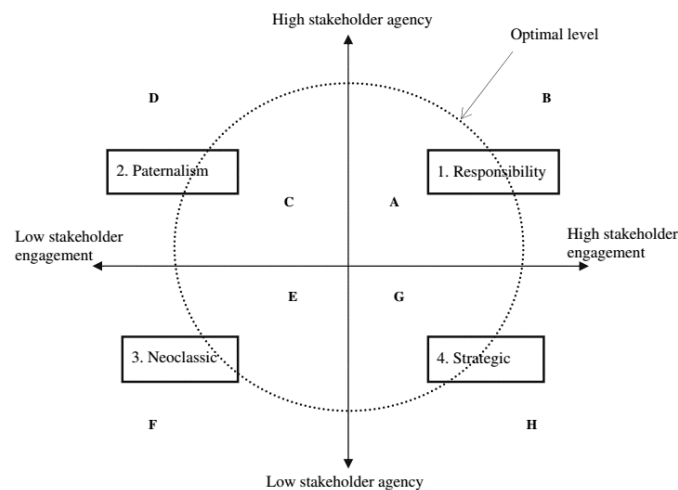 High stakeholder agency
Optimal level
D
B
2. Paternalism
1. Responsibility
C
A
Low stakeholder
engagement
High stakeholder
engagement
E
G
3. Neoclassic
4. Strategic
F
H
Low stakeholder agency